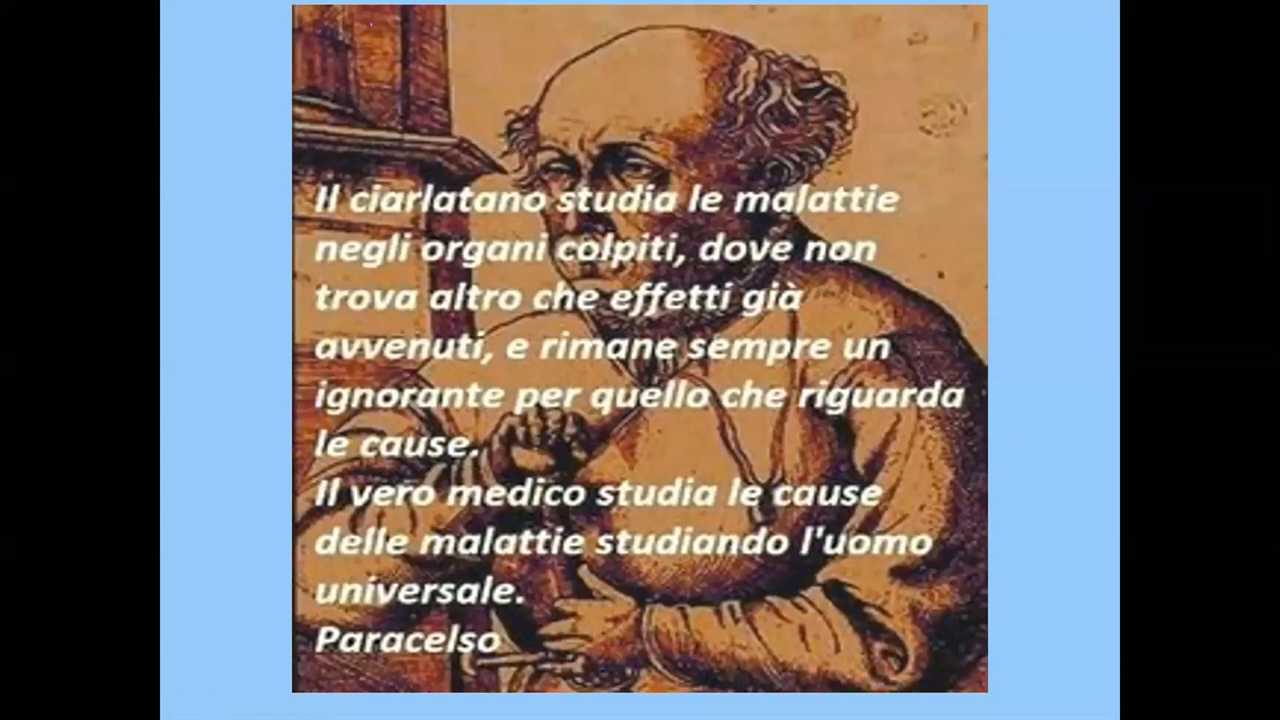 Il ciarlatano studia le malattie
negli organi colpiti, dove non
trova altro che effetti già
avvenuti, e rimane sempre un
ignorante per quello che riguarda
le cause.
Il vero medico studia le cause
delle malattie studiando l'uomo
universale.
Paracelso